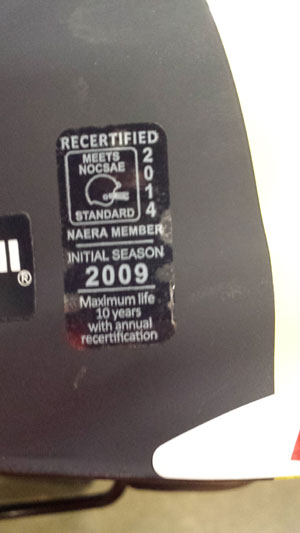 RECERTIFIED
2014
MEETS
NOCSAE
STANDARD
NAERA MEMBER
INITIAL SEASON
2009
Maximum life
10 years
with annual
recertification
®